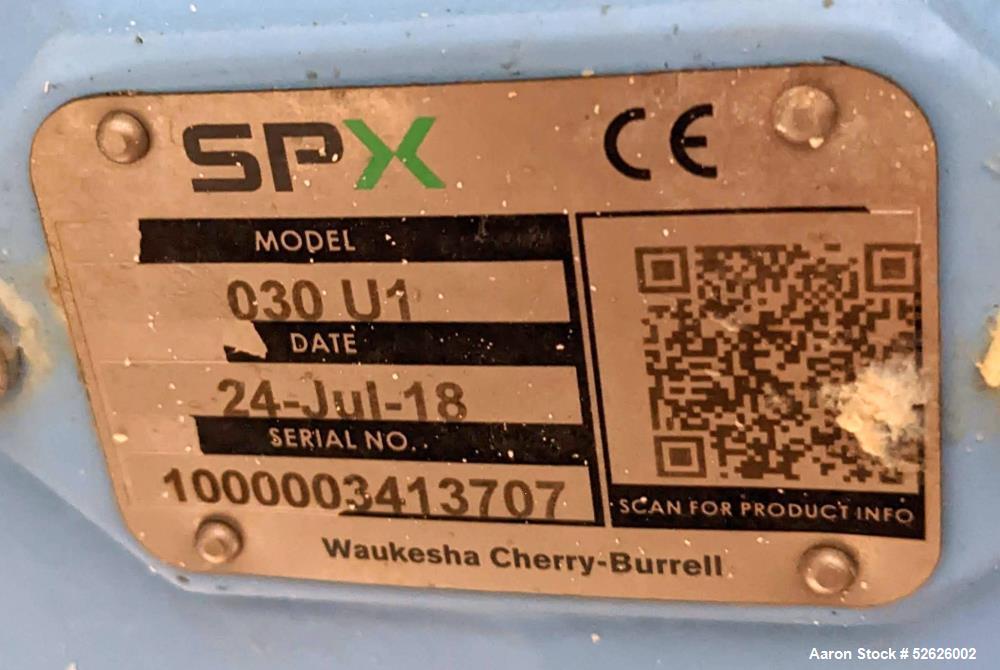 SPX CE
MODEL
030 U1
DATE
24-Jul-18
SERIAL NO.
1000003413707
SCAN FOR PRODUCT INFO
Waukesha Cherry-Burrell
Aaron Stock # 52626002